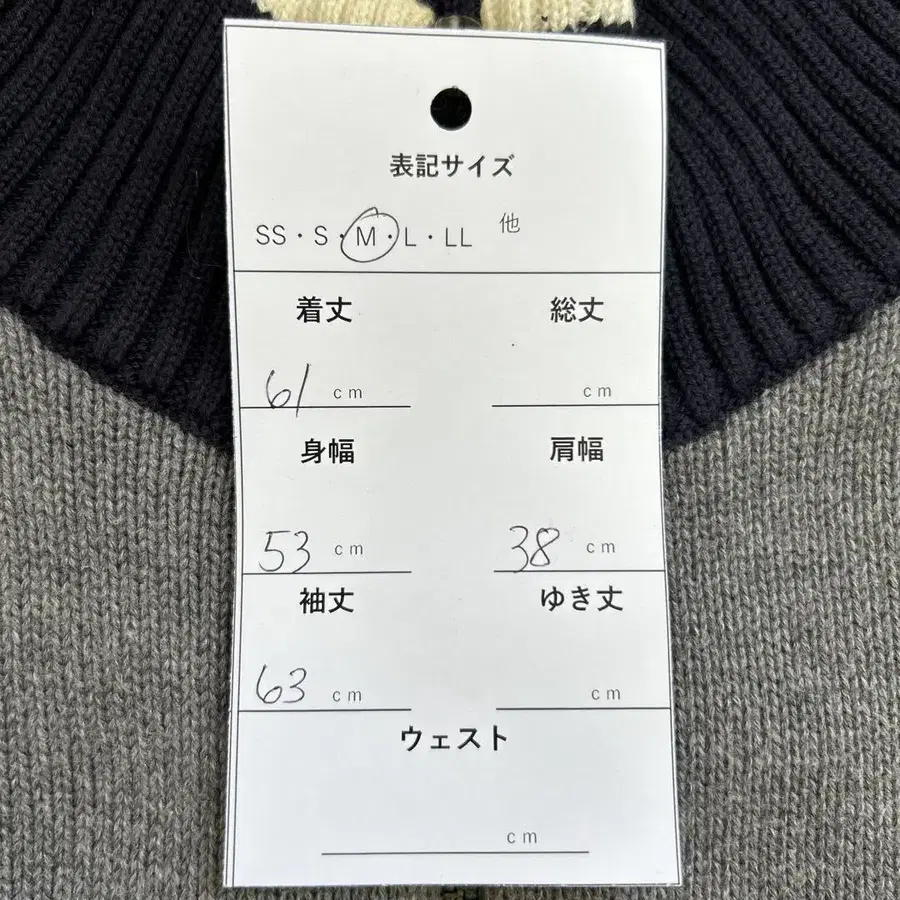 表記サイズ
SS・S・M・L・LL 他
着丈 総丈
61 cm cm
身幅 肩幅
53 cm 38 cm
袖丈 ゆき丈
63 cm cm
ウェスト
cm